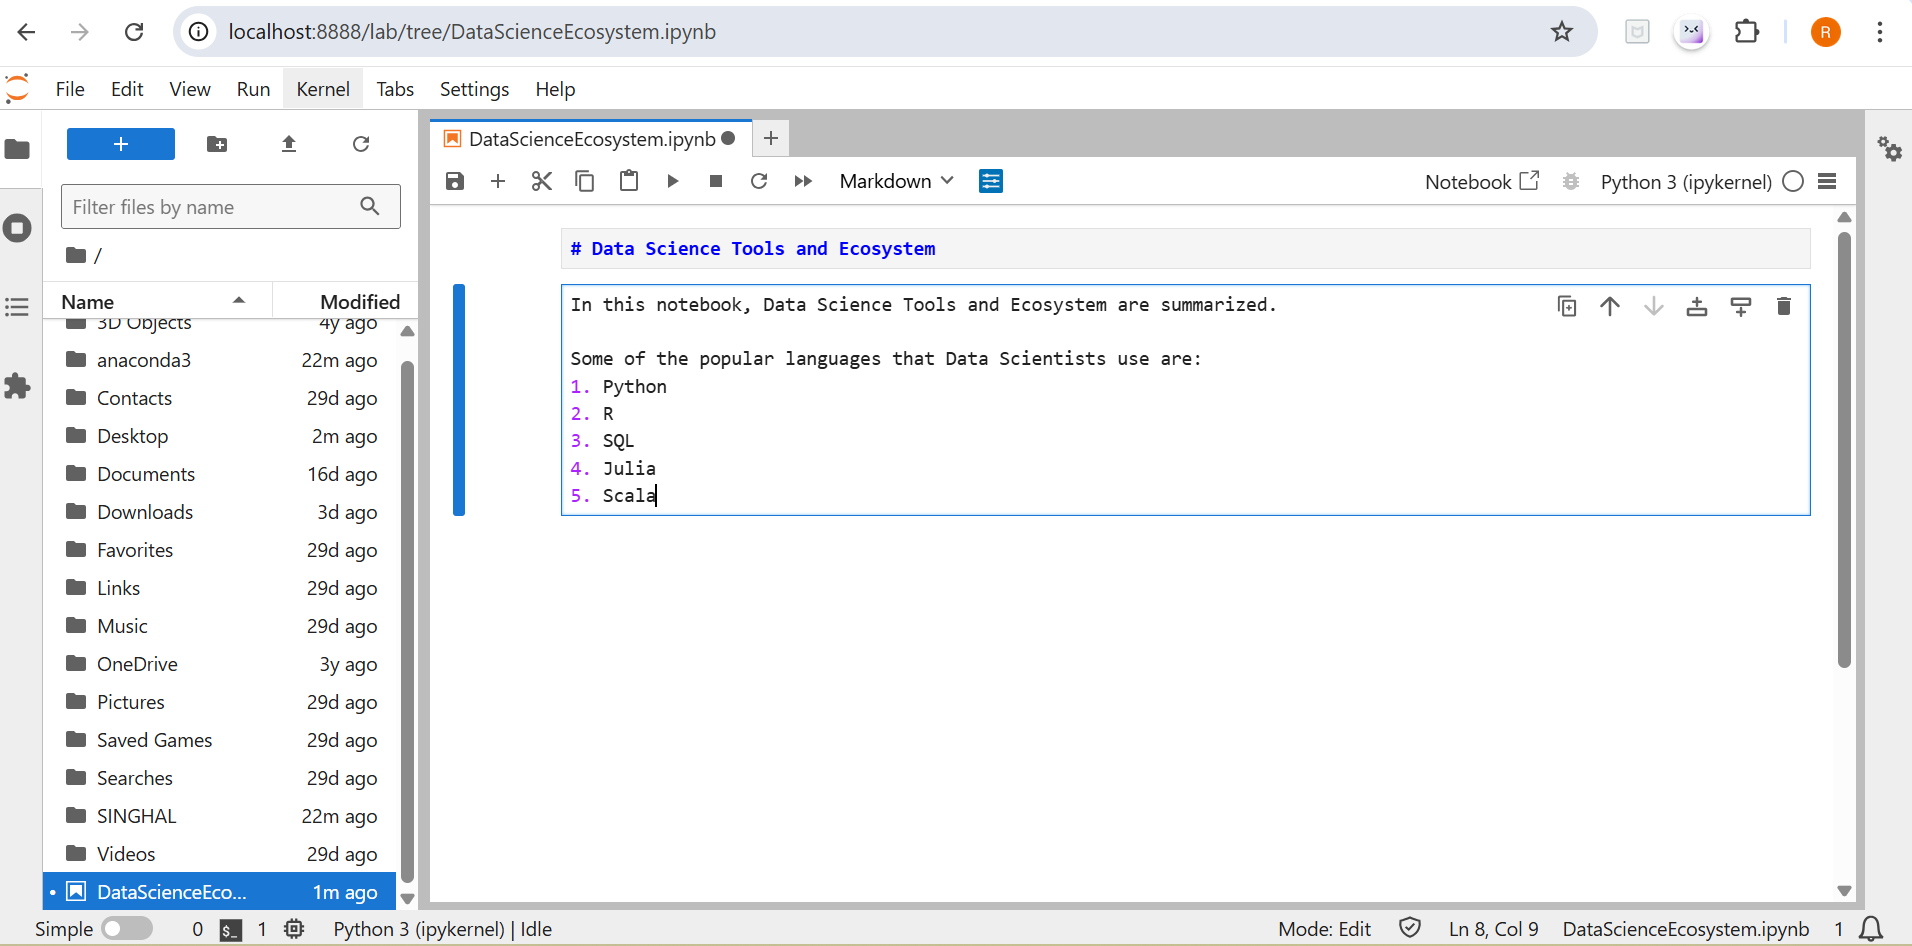 localhost:8888/lab/tree/DataScienceEcosystem.ipynb
R
File Edit View Run Kernel Tabs Settings Help
DataScienceEcosystem.ipynb
Markdown
Notebook
Python 3 (ipykernel)
Filter files by name
/
Name Modified
3D Objects 4y ago
anaconda3 22m ago
Contacts 29d ago
Desktop 2m ago
Documents 16d ago
Downloads 3d ago
Favorites 29d ago
Links 29d ago
Music 29d ago
OneDrive 3y ago
Pictures 29d ago
Saved Games 29d ago
Searches 29d ago
SINGHAL 22m ago
Videos 29d ago
DataScienceEco... 1m ago
# Data Science Tools and Ecosystem
In this notebook, Data Science Tools and Ecosystem are summarized.
Some of the popular languages that Data Scientists use are:
1. Python
2. R
3. SQL
4. Julia
5. Scala
Simple 0 $_ 1 Python 3 (ipykernel) | Idle Mode: Edit Ln 8, Col 9 DataScienceEcosystem.ipynb 1